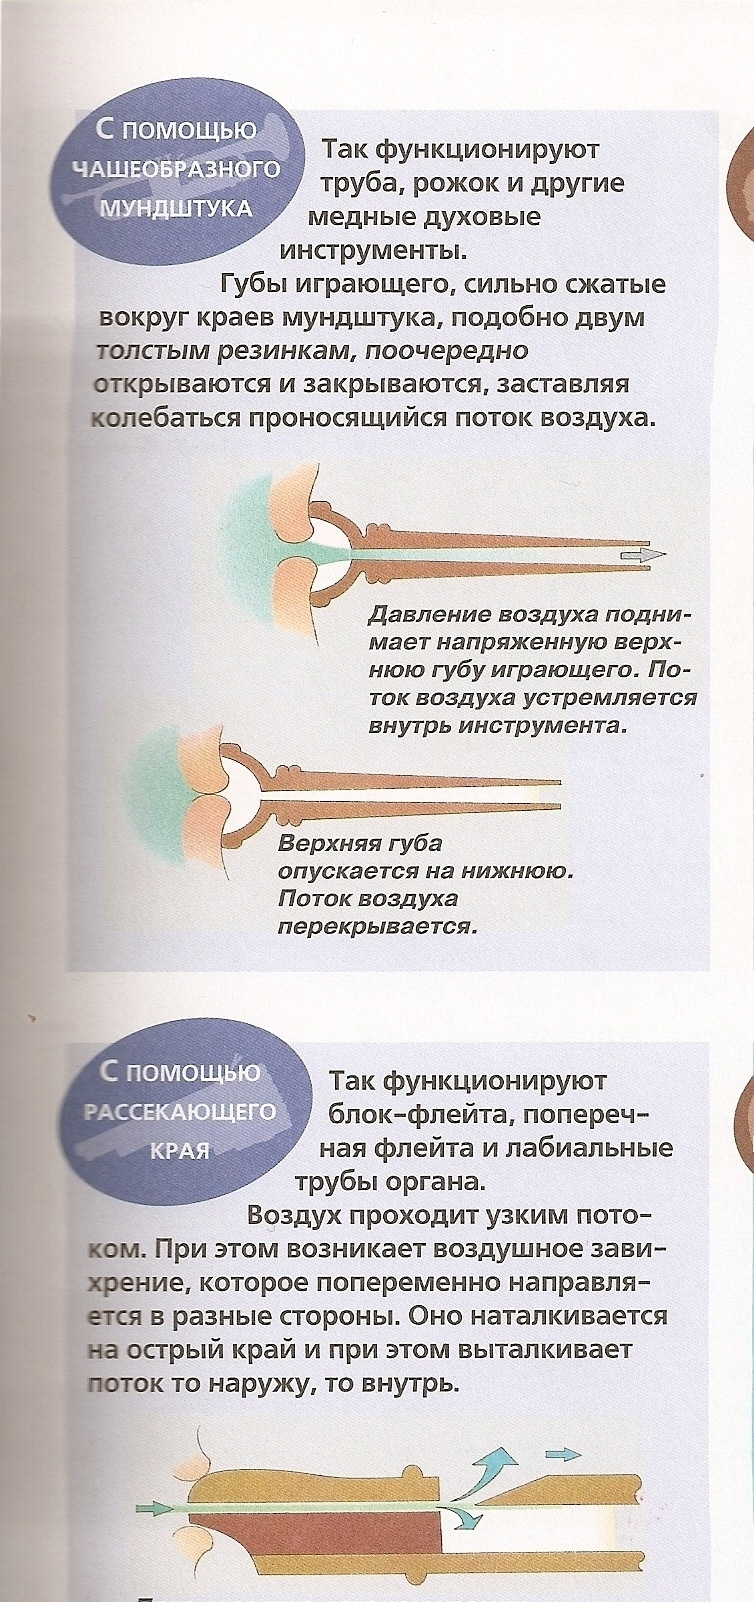 С ПОМОЩЬЮ
ЧАШЕОБРАЗНОГО
МУНДШТУКА
Так функционируют
труба, рожок и другие
медные духовые
инструменты.
Губы играющего, сильно сжатые
вокруг краев мундштука, подобно двум
толстым резинкам, поочередно
открываются и закрываются, заставляя
колебаться проносящийся поток воздуха.
Давление воздуха подни-
мает напряженную верх-
нюю губу играющего. По-
ток воздуха устремляется
внутрь инструмента.
Верхняя губа
опускается на нижнюю.
Поток воздуха
перекрывается.
С ПОМОЩЬЮ
РАССЕКАЮЩЕГО
КРАЯ
Так функционируют
блок-флейта, попереч-
ная флейта и лабиальные
трубы органа.
Воздух проходит узким пото-
ком. При этом возникает воздушное зави-
хрение, которое попеременно направля-
ется в разные стороны. Оно наталкивается
на острый край и при этом выталкивает
поток то наружу, то внутрь.